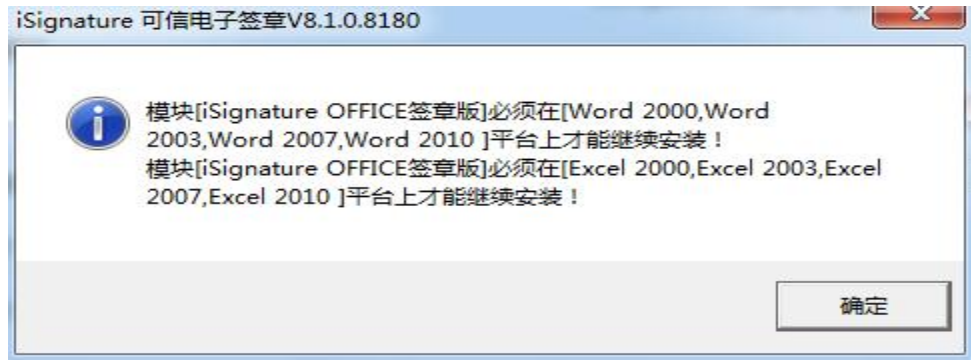 iSignature 可信电子签章V8.1.0.8180
模块[iSignature OFFICE签章版]必须在[Word 2000,Word
2003,Word 2007,Word 2010 ]平台上才能继续安装！
模块[iSignature OFFICE签章版]必须在[Excel 2000,Excel 2003,Excel
2007,Excel 2010 ]平台上才能继续安装！
确定